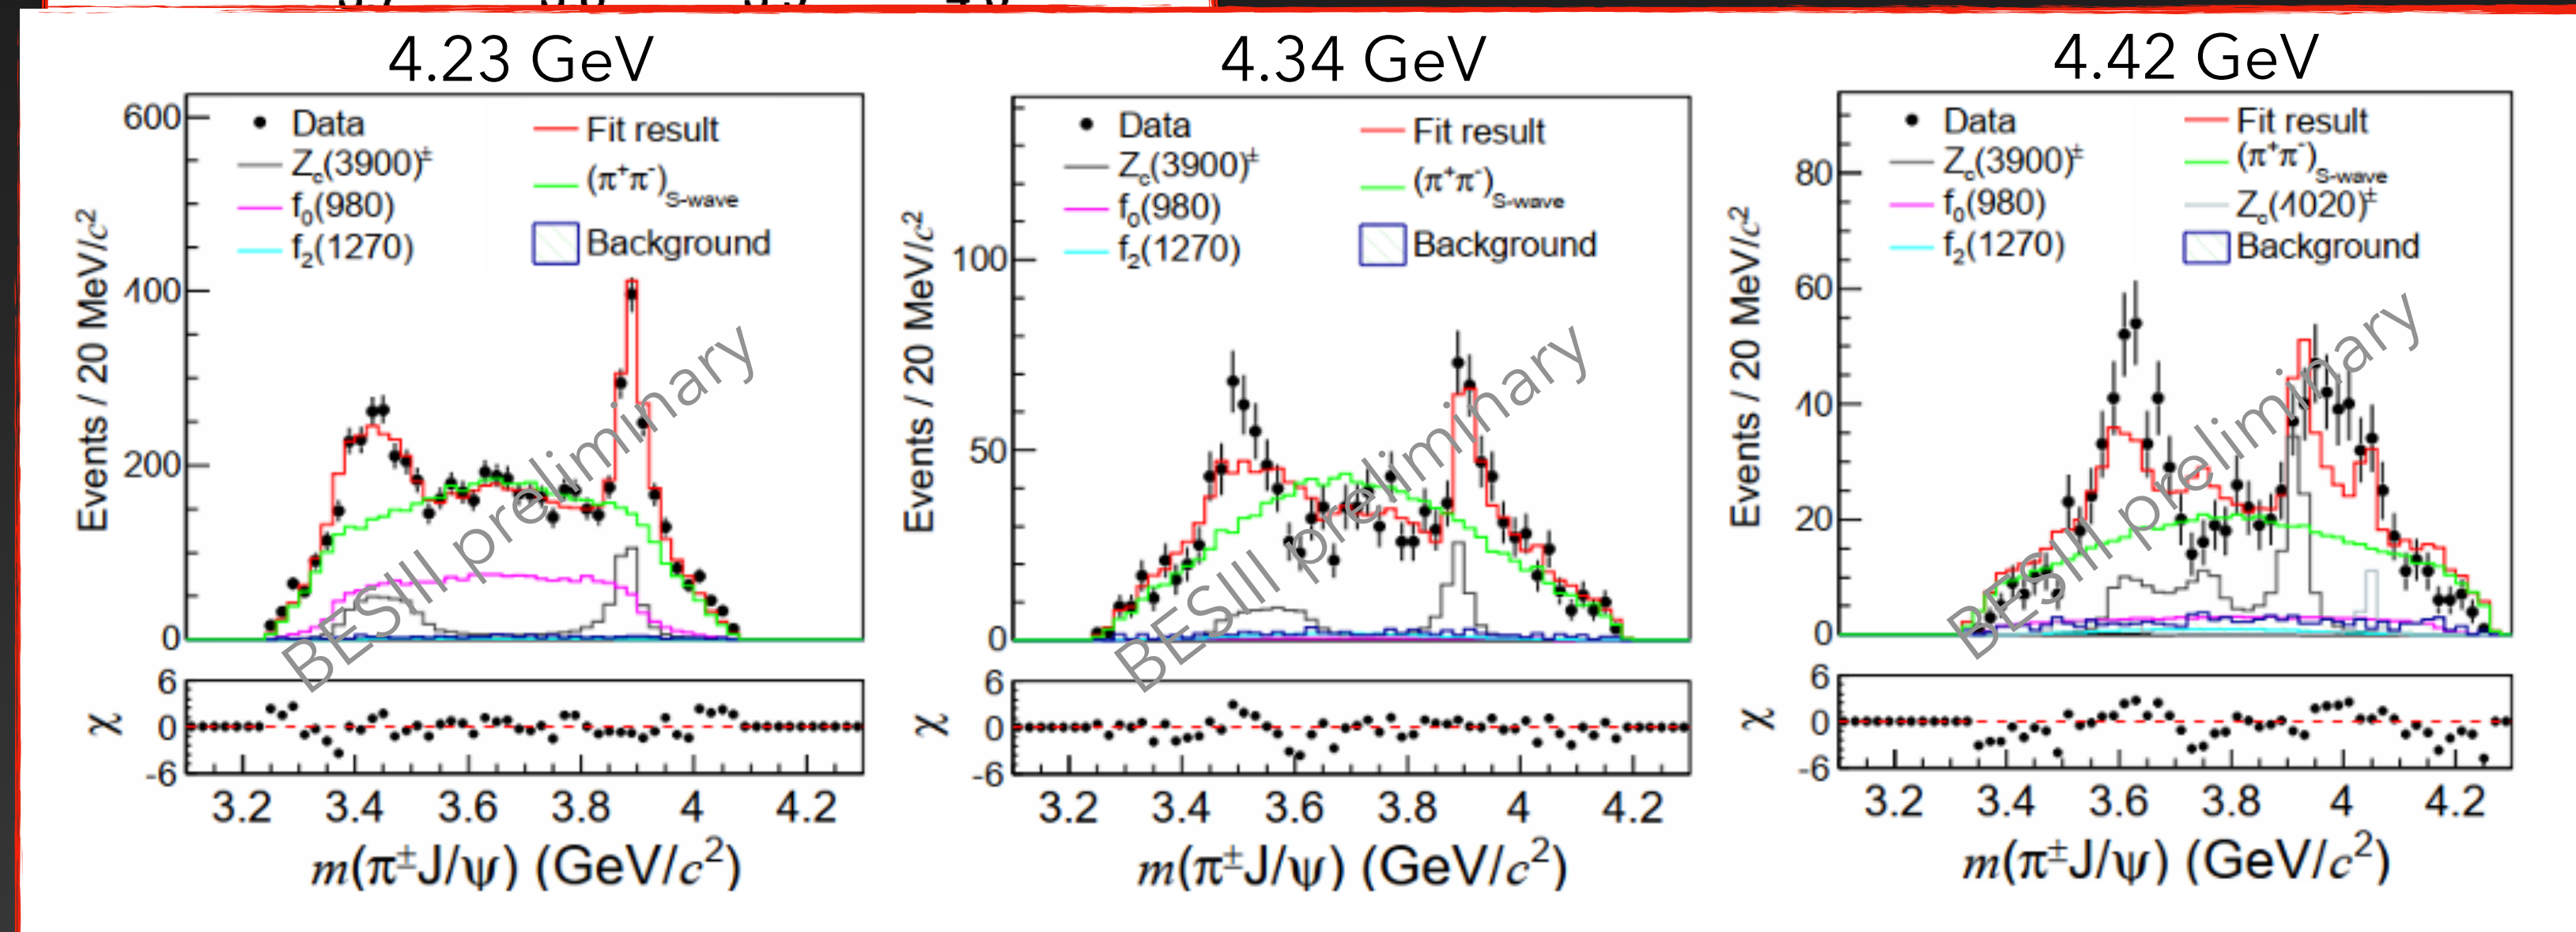 4.23 GeV
600
400
200
0
Events / 20 MeV/c²
Data
Z_c(3900)^±
f_0(980)
f_2(1270)
Fit result
(π⁺π⁻)_S-wave
Background
BESIII preliminary
6
0
-6
χ
3.2 3.4 3.6 3.8 4 4.2
m(π^±J/ψ) (GeV/c²)
4.34 GeV
100
50
0
Events / 20 MeV/c²
Data
Z_c(3900)^±
f_0(980)
f_2(1270)
Fit result
(π⁺π⁻)_S-wave
Background
BESIII preliminary
6
0
-6
χ
3.2 3.4 3.6 3.8 4 4.2
m(π^±J/ψ) (GeV/c²)
4.42 GeV
80
60
40
20
0
Events / 20 MeV/c²
Data
Z_c(3900)^±
f_0(980)
f_2(1270)
Fit result
(π⁺π⁻)_S-wave
Z_c(4020)^±
Background
BESIII preliminary
6
0
-6
χ
3.2 3.4 3.6 3.8 4 4.2
m(π^±J/ψ) (GeV/c²)